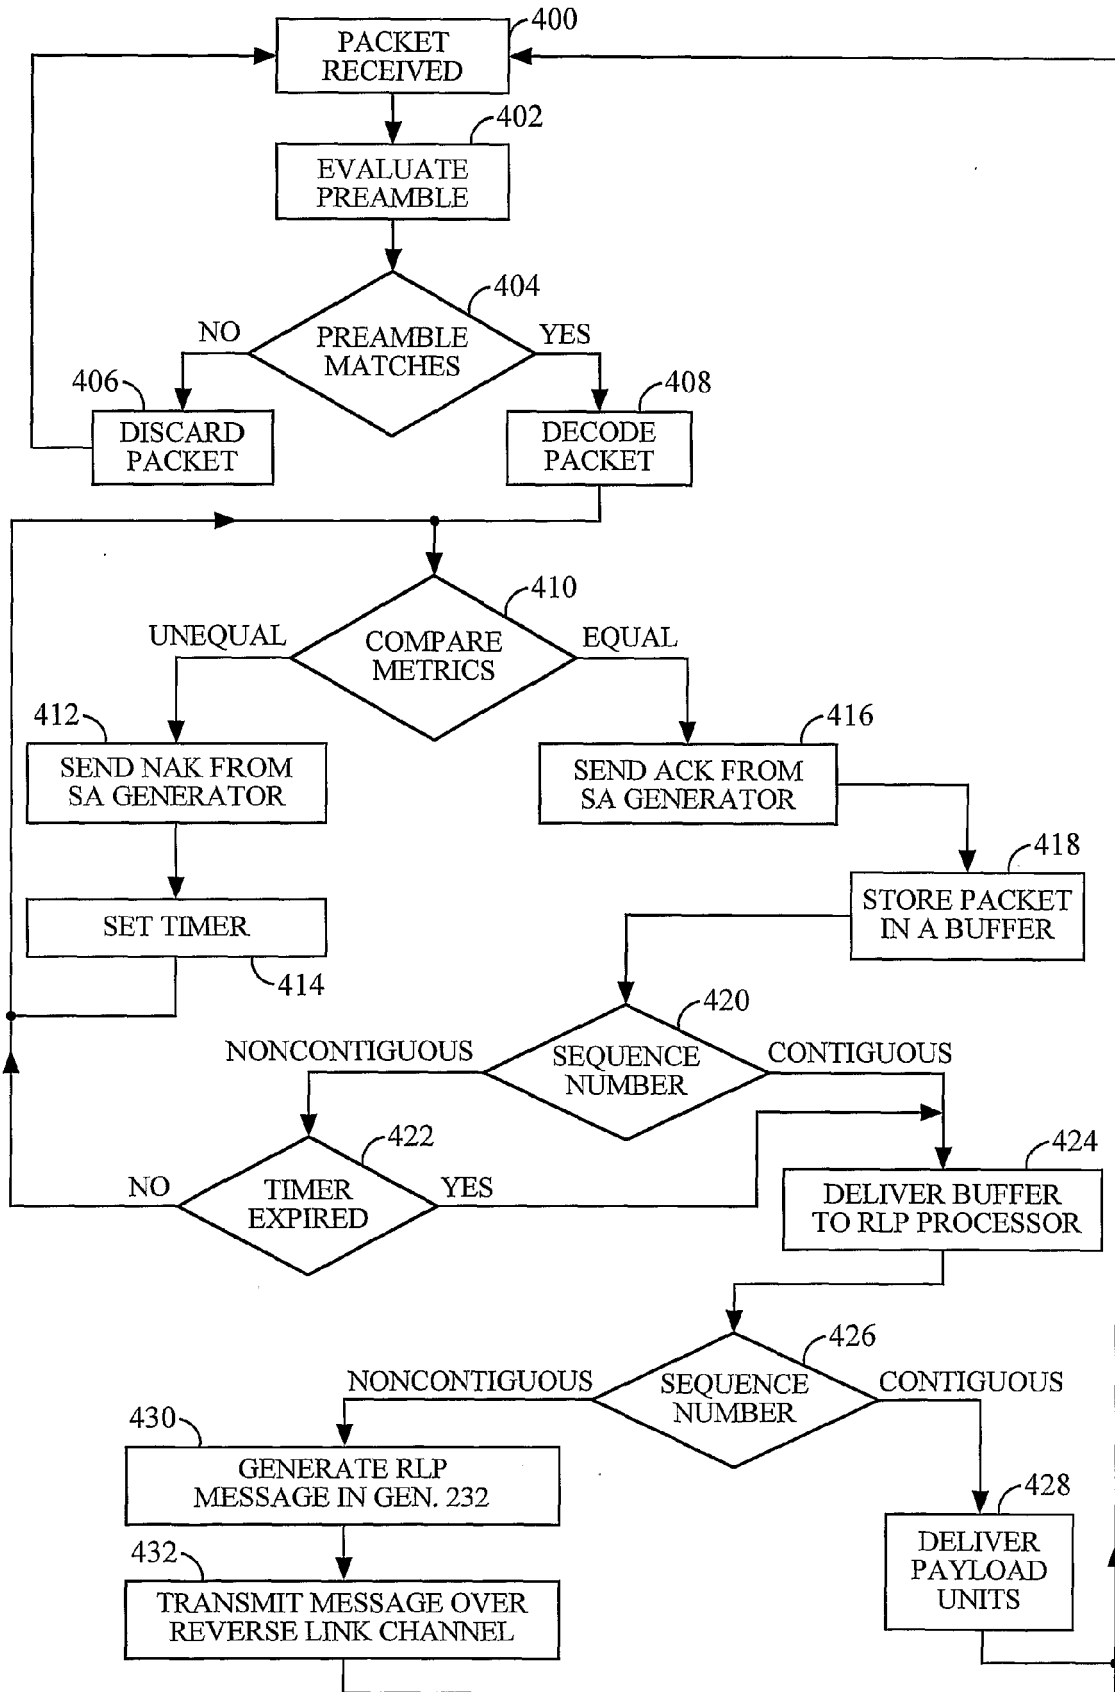 400
PACKET
RECEIVED
402
EVALUATE
PREAMBLE
404
NO
PREAMBLE
MATCHES
YES
406
DISCARD
PACKET
408
DECODE
PACKET
410
UNEQUAL
COMPARE
METRICS
EQUAL
412
SEND NAK FROM
SA GENERATOR
416
SEND ACK FROM
SA GENERATOR
418
STORE PACKET
IN A BUFFER
SET TIMER
414
420
NONCONTIGUOUS
SEQUENCE
NUMBER
CONTIGUOUS
422
NO
TIMER
EXPIRED
YES
424
DELIVER BUFFER
TO RLP PROCESSOR
426
NONCONTIGUOUS
SEQUENCE
NUMBER
CONTIGUOUS
430
GENERATE RLP
MESSAGE IN GEN. 232
428
DELIVER
PAYLOAD
UNITS
432
TRANSMIT MESSAGE OVER
REVERSE LINK CHANNEL